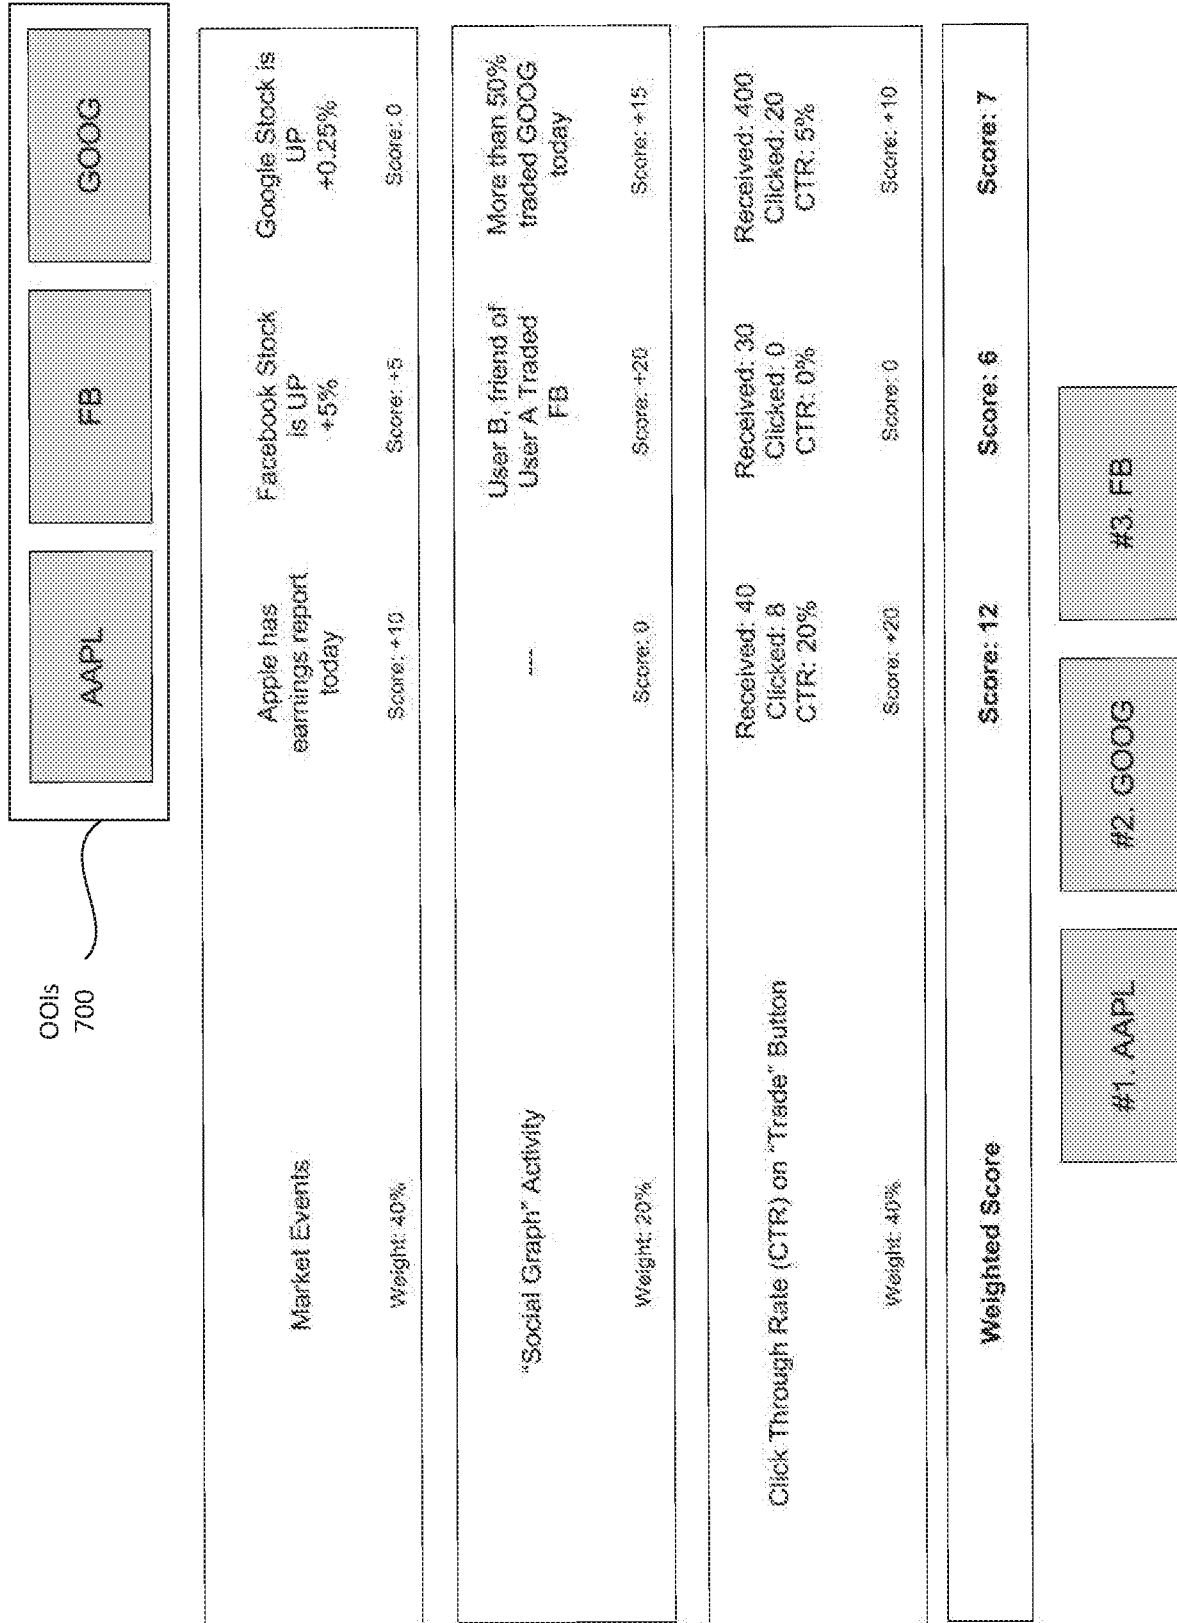 OOIs
700
AAPL
FB
GOOG
Market Events
Weight: 40%
Apple has
earnings report
today
Score: +10
Facebook Stock
is UP
+5%
Score: +5
Google Stock is
UP
+0.25%
Score: 0
"Social Graph" Activity
Weight: 20%
---
Score: 0
User B, friend of
User A Traded
FB
Score: +20
More than 50%
traded GOOG
today
Score: +15
Click Through Rate (CTR) on "Trade" Button
Weight: 40%
Received: 40
Clicked: 8
CTR: 20%
Score: +20
Received: 30
Clicked: 0
CTR: 0%
Score: 0
Received: 400
Clicked: 20
CTR: 5%
Score: +10
Weighted Score
Score: 12
Score: 6
Score: 7
#1. AAPL
#2. GOOG
#3. FB